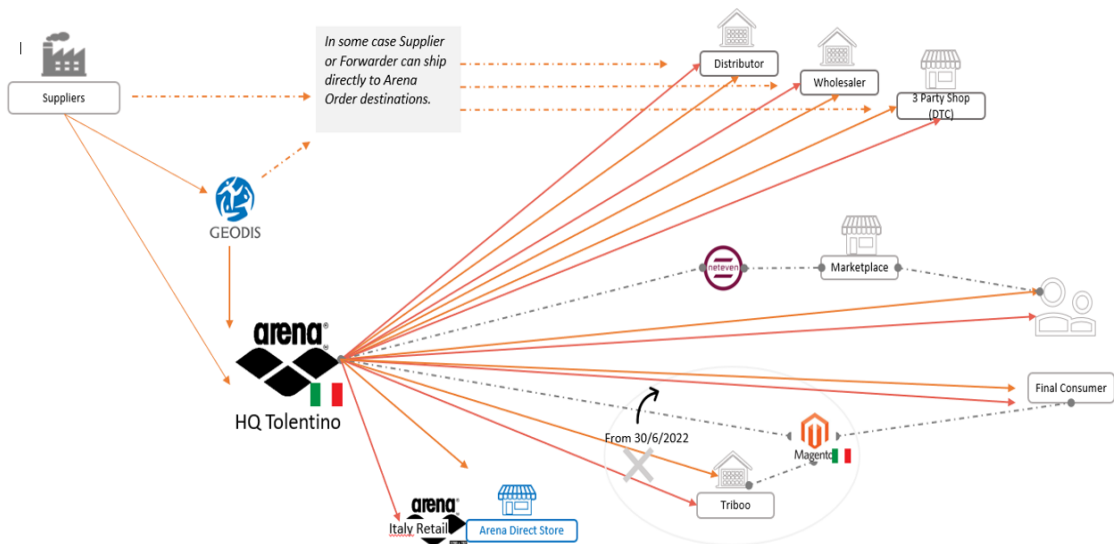 In some case Supplier
or Forwarder can ship
directly to Arena
Order destinations.
Suppliers
Distributor
Wholesaler
3 Party Shop
(DTC)
GEODIS
neteven
Marketplace
arena®
®
HQ Tolentino
Final Consumer
From 30/6/2022
Magento
Triboo
arena®
Italy Retail
Arena Direct Store